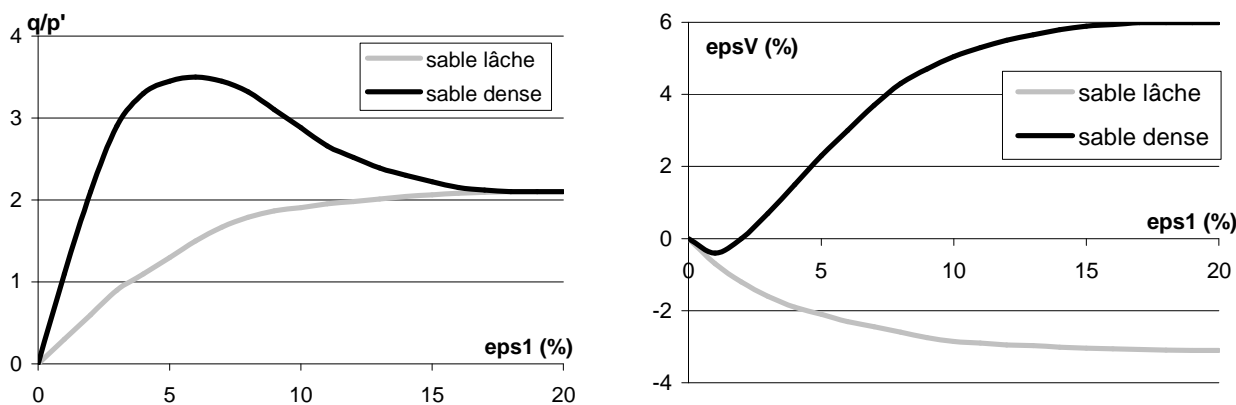 q/p'
4
3
2
1
0
sable lâche
sable dense
eps1 (%)
0 5 10 15 20
6
4
2
0
-2
-4
epsV (%)
sable lâche
sable dense
eps1 (%)
0 5 10 15 20